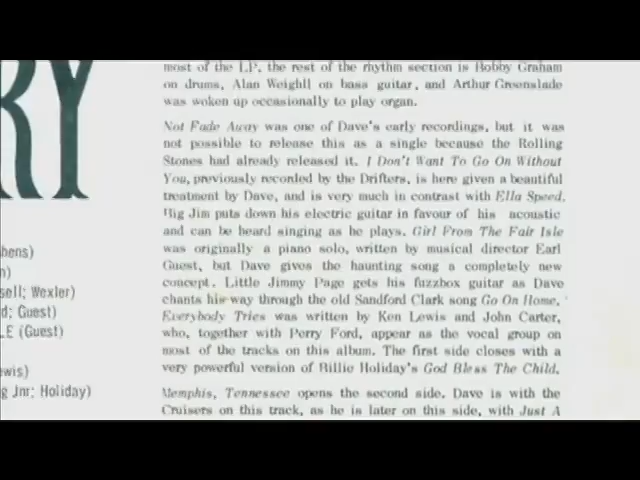 RY
hens)
n)
sell; Wexler)
d; Guest)
LE (Guest)
ewis)
g Jnr; Holiday)
most of the LP, the rest of the rhythm section is Bobby Graham
on drums, Alan Weighll on bass guitar, and Arthur Greenslade
was woken up occasionally to play organ.
Not Fade Away was one of Dave's early recordings, but it was
not possible to release this as a single because the Rolling
Stones had already released it. I Don't Want To Go On Without
You, previously recorded by the Drifters, is here given a beautiful
treatment by Dave, and is very much in contrast with Ella Speed.
Big Jim puts down his electric guitar in favour of his acoustic
and can be heard singing as he plays. Girl From The Fair Isle
was originally a piano solo, written by musical director Earl
Guest, but Dave gives the haunting song a completely new
concept. Little Jimmy Page gets his fuzzbox guitar as Dave
chants his way through the old Sandford Clark song Go On Home.
Everybody Tries was written by Ken Lewis and John Carter,
who, together with Perry Ford, appear as the vocal group on
most of the tracks on this album. The first side closes with a
very powerful version of Billie Holiday's God Bless The Child.
Memphis, Tennessee opens the second side. Dave is with the
Cruisers on this track, as he is later on this side, with Just A